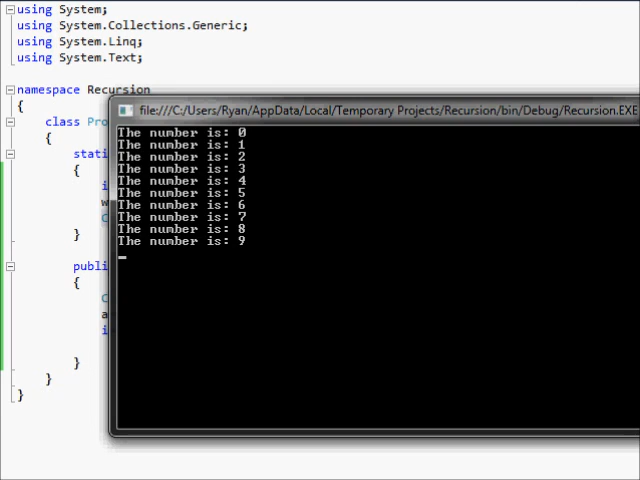 using System;
using System.Collections.Generic;
using System.Linq;
using System.Text;
namespace Recursion
{
class
{
{
}
{
}
}
}
file:///C:/Users/Ryan/AppData/Local/Temporary Projects/Recursion/bin/Debug/Recursion.EXE
The number is: 0
The number is: 1
The number is: 2
The number is: 3
The number is: 4
The number is: 5
The number is: 6
The number is: 7
The number is: 8
The number is: 9